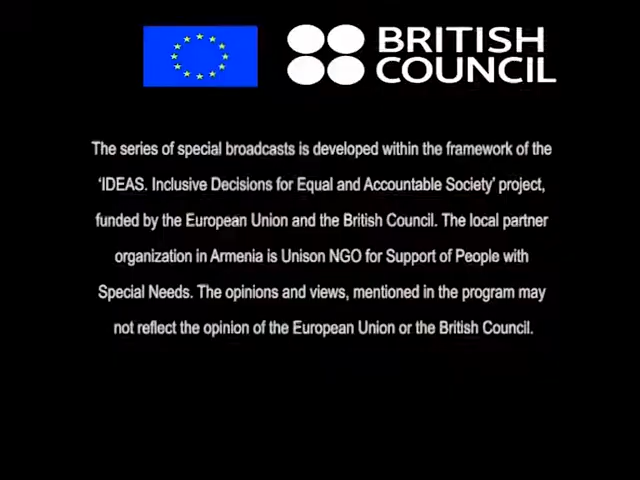 BRITISH
COUNCIL
The series of special broadcasts is developed within the framework of the
‘IDEAS. Inclusive Decisions for Equal and Accountable Society’ project,
funded by the European Union and the British Council. The local partner
organization in Armenia is Unison NGO for Support of People with
Special Needs. The opinions and views, mentioned in the program may
not reflect the opinion of the European Union or the British Council.